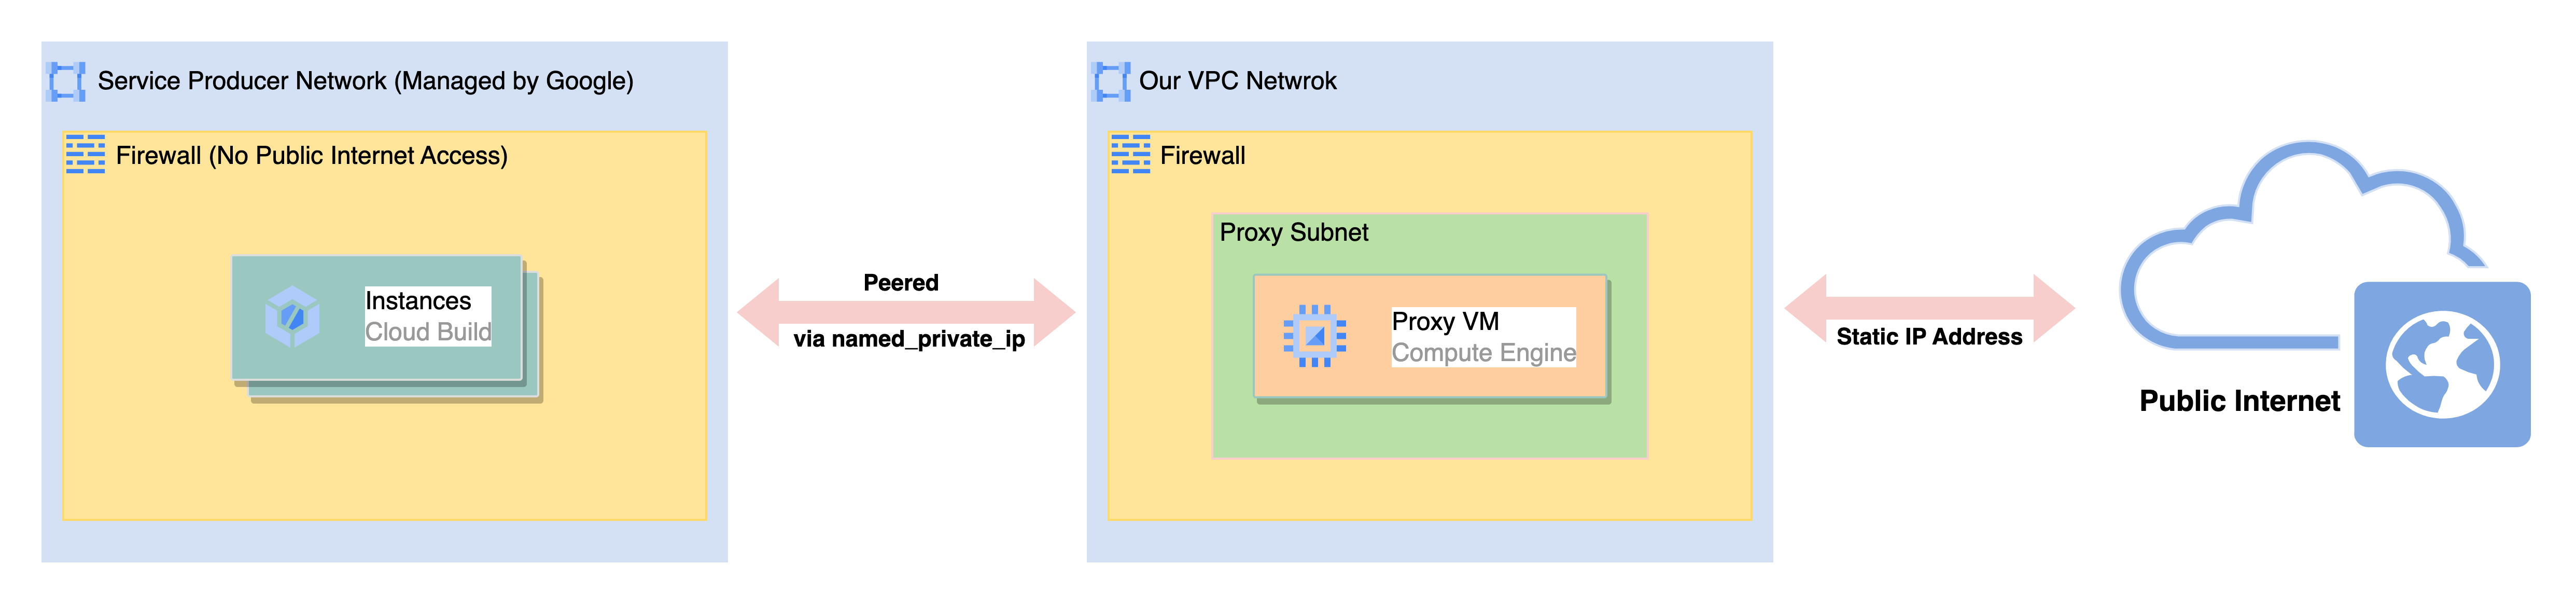 Service Producer Network (Managed by Google)
Firewall (No Public Internet Access)
Instances
Cloud Build
Peered
via named_private_ip
Our VPC Netwrok
Firewall
Proxy Subnet
Proxy VM
Compute Engine
Static IP Address
Public Internet